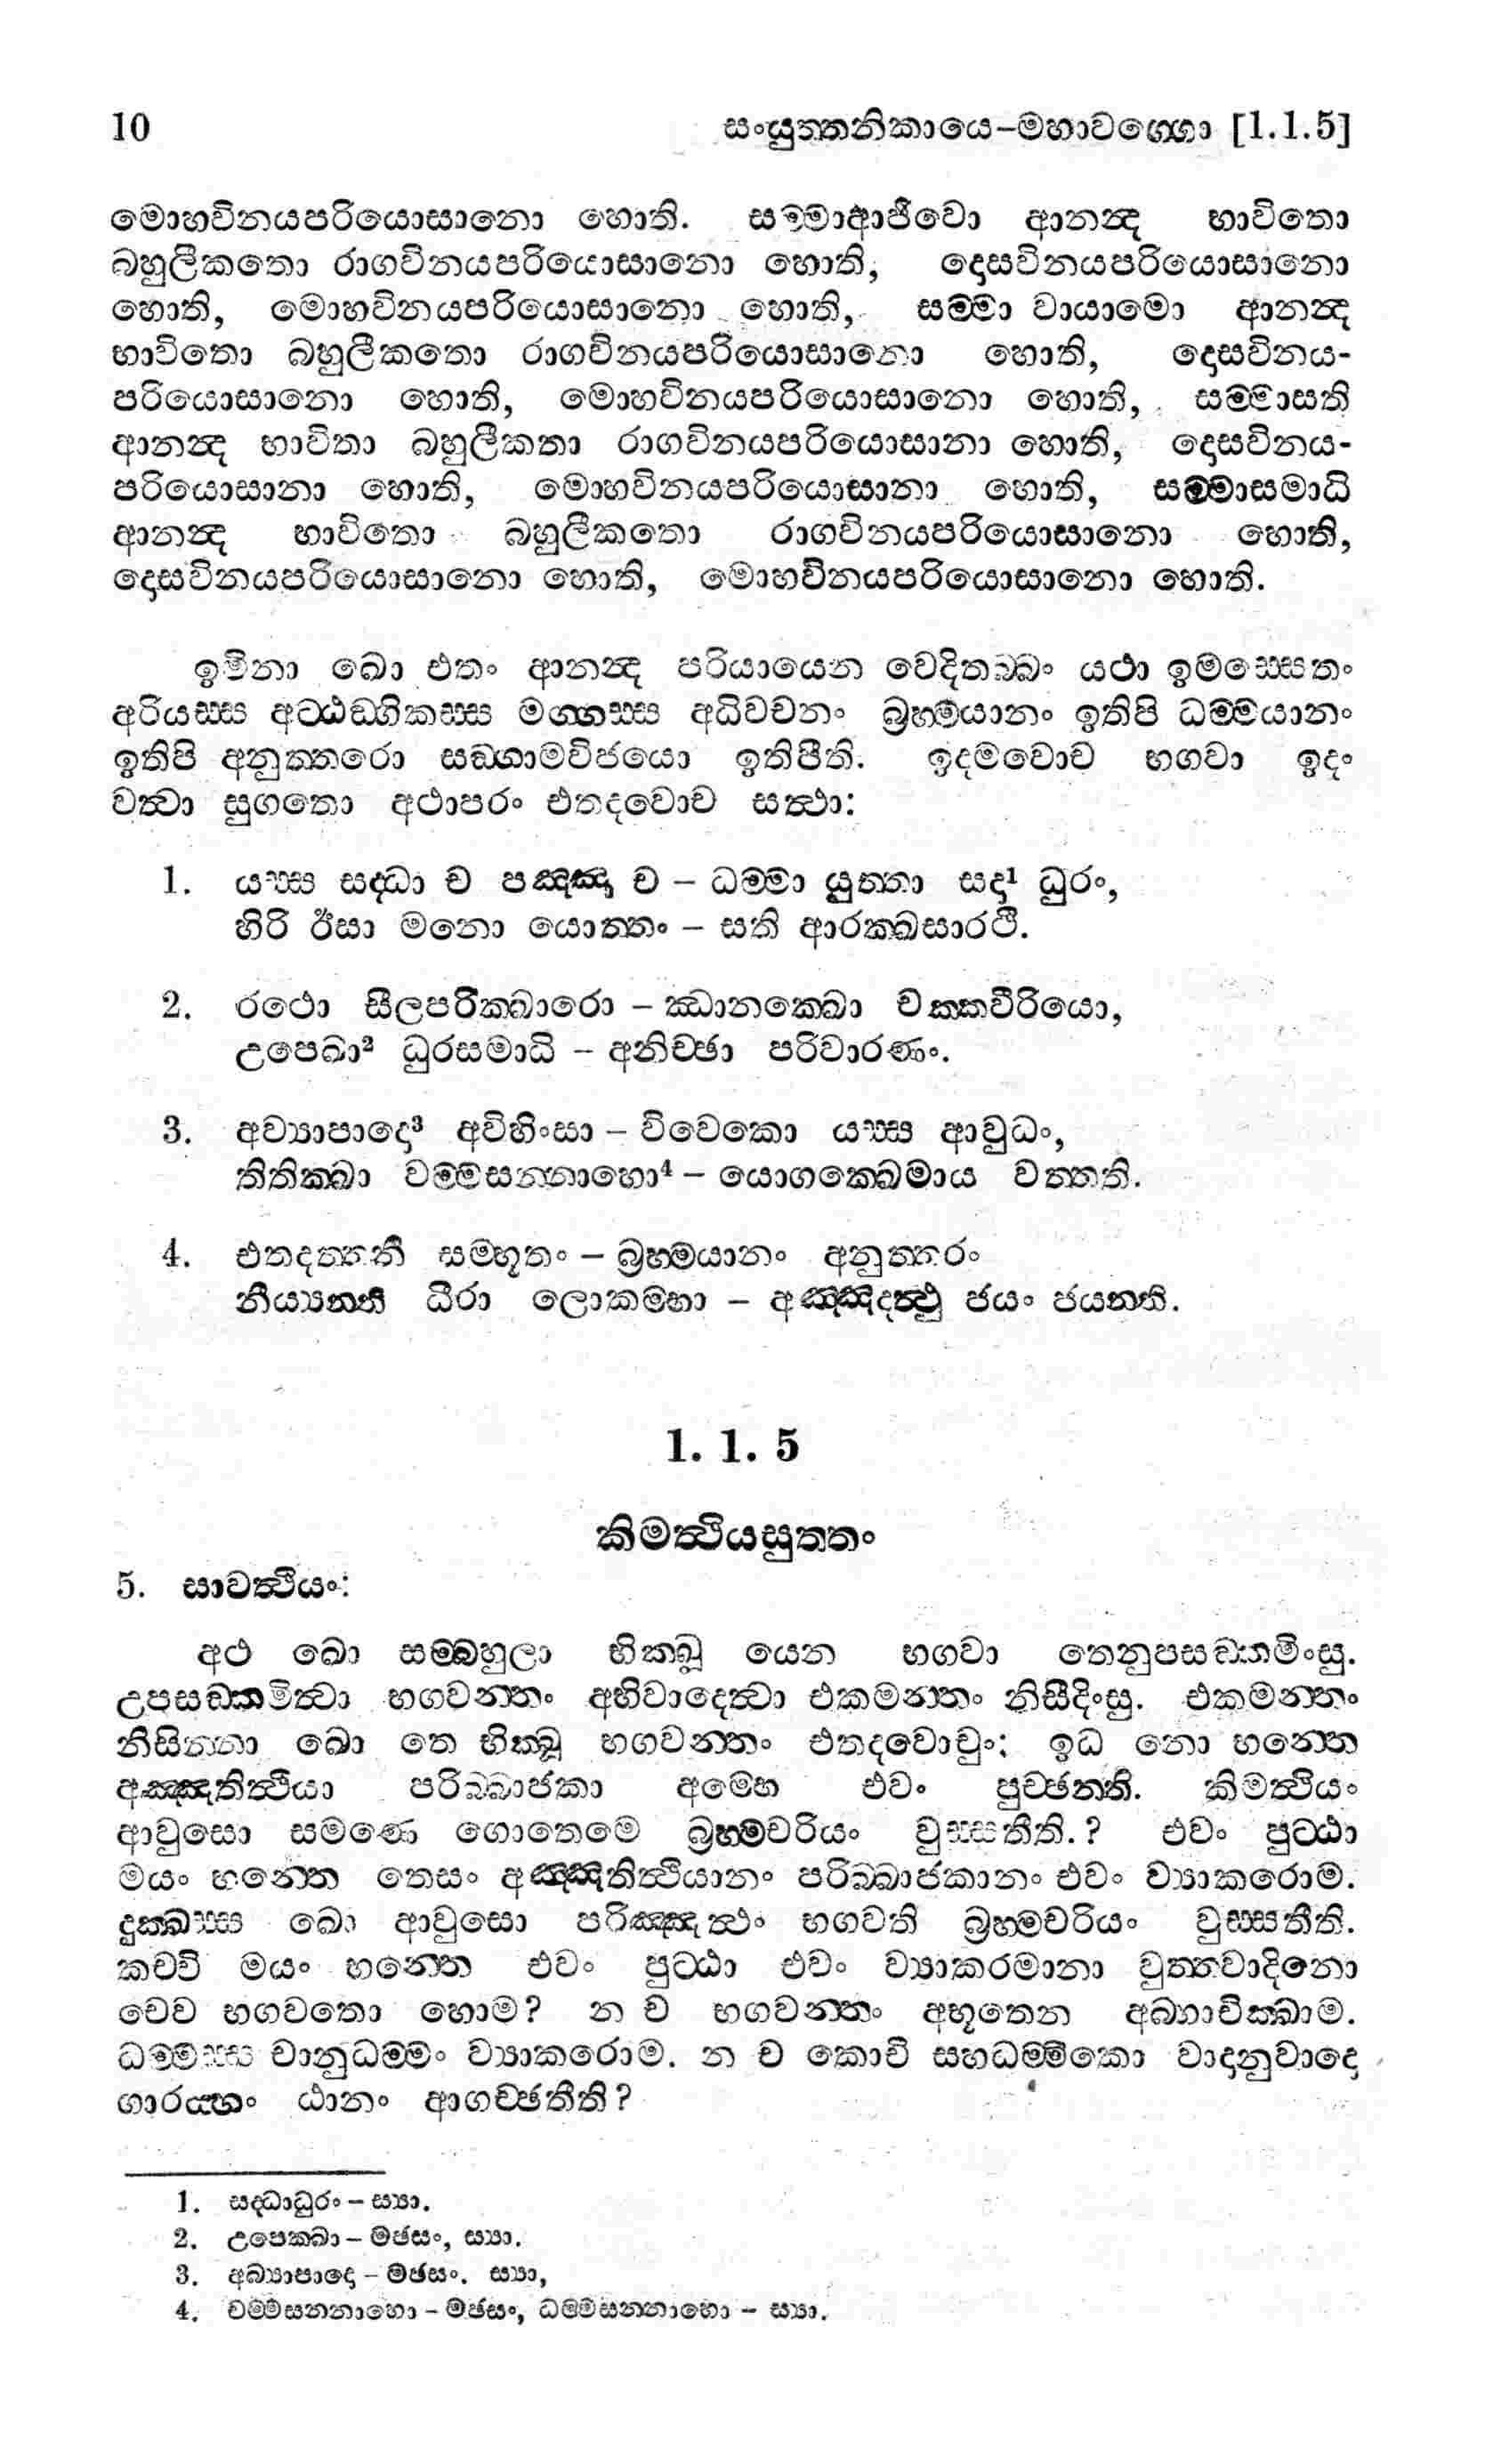 10 සංයුත්තනිකායෙ–මහාවග්ගො [1.1.5]
මොහවිනයපරියොසානො හොති. සම්මාආජීවො ආනන්ද භාවිතො
බහුලීකතො රාගවිනයපරියොසානො හොති, දොසවිනයපරියොසානො
හොති, මොහවිනයපරියොසානො හොති, සම්මා වායාමො ආනන්ද
භාවිතො බහුලීකතො රාගවිනයපරියොසානො හොති, දොසවිනය-
පරියොසානො හොති, මොහවිනයපරියොසානො හොති, සම්මාසති
ආනන්ද භාවිතා බහුලීකතා රාගවිනයපරියොසානා හොති, දොසවිනය-
පරියොසානා හොති, මොහවිනයපරියොසානා හොති, සම්මාසමාධි
ආනන්ද භාවිතො බහුලීකතො රාගවිනයපරියොසානො හොති,
දොසවිනයපරියොසානො හොති, මොහවිනයපරියොසානො හොති.
ඉමිනා ඛො එතං ආනන්ද පරියායෙන වෙදිතබ්බං යථා ඉමස්සෙතං
අරියස්ස අට්ඨඞ්ගිකස්ස මග්ගස්ස අධිවචනං බ්‍රහ්මයානං ඉතිපි ධම්මයානං
ඉතිපි අනුත්තරො සඞ්ගාමවිජයො ඉතිපීති. ඉදමවොච භගවා ඉදං
වත්වා සුගතො අථාපරං එතදවොච සත්ථා:
1. යස්ස සද්ධා ච පඤ්ඤා ච – ධම්මා යුත්තා සදා¹ ධුරං,
හිරි ඊසා මනො යොත්තං – සති ආරක්ඛසාරථී.
2. රථො සීලපරික්ඛාරො – ඣානක්ඛො චක්කවීරියො,
උපෙඛා² ධුරසමාධි – අනිච්ඡා පරිවාරණං.
3. අව්‍යාපාදො³ අවිහිංසා – විවෙකො යස්ස ආවුධං,
තිතික්ඛා වම්මසන්නාහො⁴ – යොගක්ඛෙමාය වත්තති.
4. එතදත්තනි සම්භූතං – බ්‍රහ්මයානං අනුත්තරං
නීය්‍යන්ති ධීරා ලොකම්හා – අඤ්ඤදත්ථු ජයං ජයන්ති.
1. 1. 5
කිමත්ථියසුත්තං
5. සාවත්ථියං:
අථ ඛො සම්බහුලා භික්ඛූ යෙන භගවා තෙනුපසඞ්කමිංසු.
උපසඞ්කමිත්වා භගවන්තං අභිවාදෙත්වා එකමන්තං නිසීදිංසු. එකමන්තං
නිසින්නා ඛො තෙ භික්ඛූ භගවන්තං එතදවොචුං: ඉධ නො භන්තෙ
අඤ්ඤතිත්ථියා පරිබ්බාජකා අම්හෙ එවං පුච්ඡන්ති. කිමත්ථියං
ආවුසො සමණෙ ගොතමෙ බ්‍රහ්මචරියං වුස්සතීති.? එවං පුට්ඨා
මයං භන්තෙ තෙසං අඤ්ඤතිත්ථියානං පරිබ්බාජකානං එවං ව්‍යාකරොම.
දුක්ඛස්ස ඛො ආවුසො පරිඤ්ඤත්ථං භගවති බ්‍රහ්මචරියං වුස්සතීති.
කච්චි මයං භන්තෙ එවං පුට්ඨා එවං ව්‍යාකරමානා වුත්තවාදිනො
චෙව භගවතො හොම? න ච භගවන්තං අභූතෙන අබ්භාචික්ඛාම.
ධම්මස්ස චානුධම්මං ව්‍යාකරොම. න ච කොචි සහධම්මිකො වාදානුවාදො
ගාරය්හං ඨානං ආගච්ඡතීති?
1. සද්ධාධුරං – ස්‍යා.
2. උපෙක්ඛා – මජසං, ස්‍යා.
3. අබ්‍යාපාදො – මජසං. ස්‍යා,
4. චම්මසන්නාහො – මජසං, ධම්මසන්නාහො – ස්‍යා.